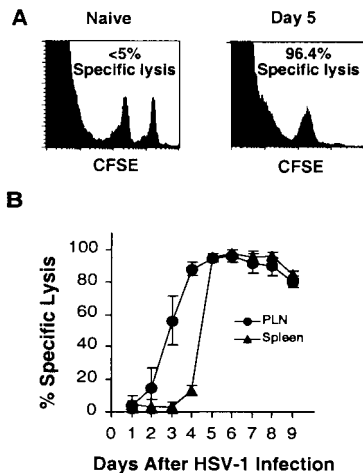 A
Naive
Day 5
<5%
Specific lysis
96.4%
Specific lysis
CFSE
CFSE
B
% Specific Lysis
100
80
60
40
20
0
PLN
Spleen
0 1 2 3 4 5 6 7 8 9
Days After HSV-1 Infection